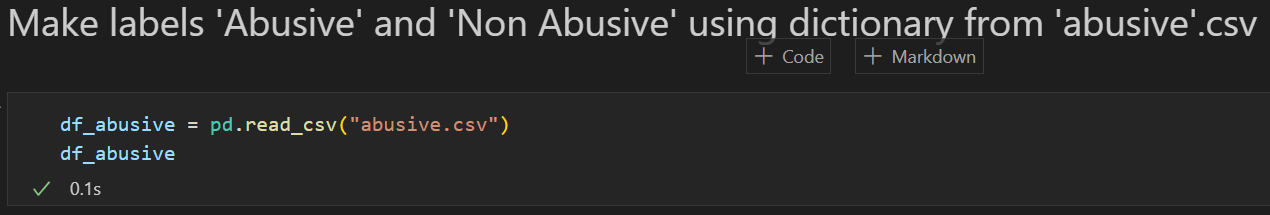 Make labels 'Abusive' and 'Non Abusive' using dictionary from 'abusive'.csv
+ Code + Markdown
df_abusive = pd.read_csv("abusive.csv")
df_abusive
0.1s